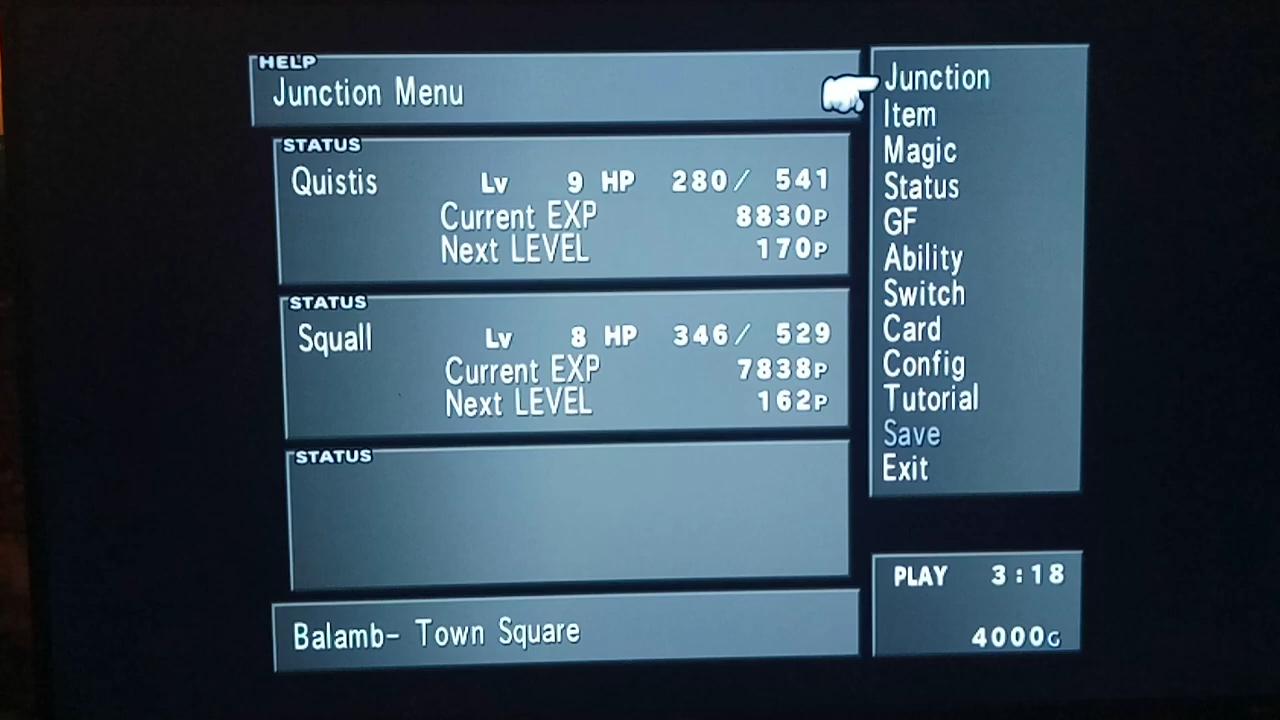 HELP
Junction Menu
STATUS
Quistis Lv 9 HP 280/ 541
Current EXP 8830P
Next LEVEL 170P
STATUS
Squall Lv 8 HP 346/ 529
Current EXP 7838P
Next LEVEL 162P
STATUS
Balamb- Town Square
Junction
Item
Magic
Status
GF
Ability
Switch
Card
Config
Tutorial
Save
Exit
PLAY 3:18
4000G